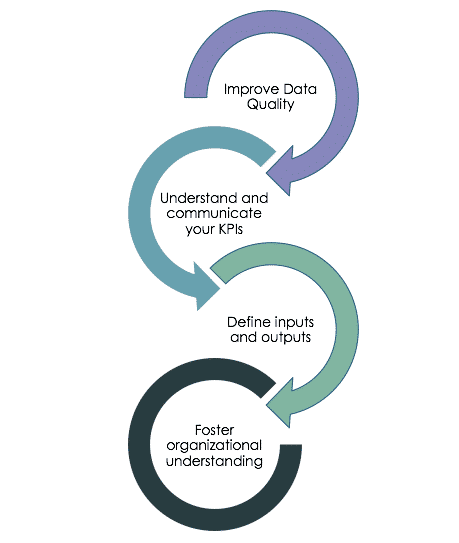 Improve Data
Quality
Understand and
communicate
your KPIs
Define inputs
and outputs
Foster
organizational
understanding